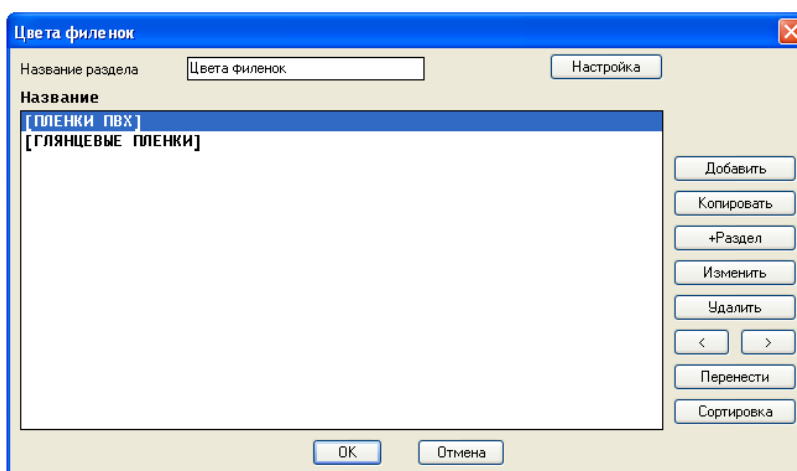 Цвета филенок
Название раздела Цвета филенок Настройка
Название
[ПЛЕНКИ ПВХ]
[ГЛЯНЦЕВЫЕ ПЛЕНКИ]
Добавить
Копировать
+Раздел
Изменить
Удалить
< >
Перенести
Сортировка
OK Отмена